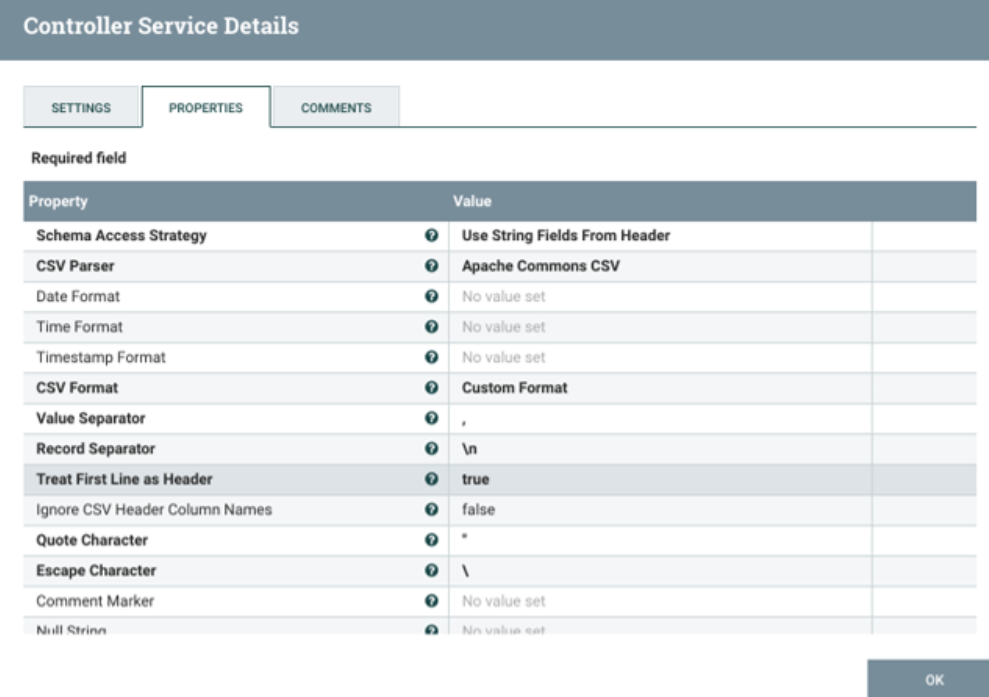 Controller Service Details
SETTINGS PROPERTIES COMMENTS
Required field
Property Value
Schema Access Strategy Use String Fields From Header
CSV Parser Apache Commons CSV
Date Format No value set
Time Format No value set
Timestamp Format No value set
CSV Format Custom Format
Value Separator ,
Record Separator \n
Treat First Line as Header true
Ignore CSV Header Column Names false
Quote Character "
Escape Character \
Comment Marker No value set
Null String No value set
OK